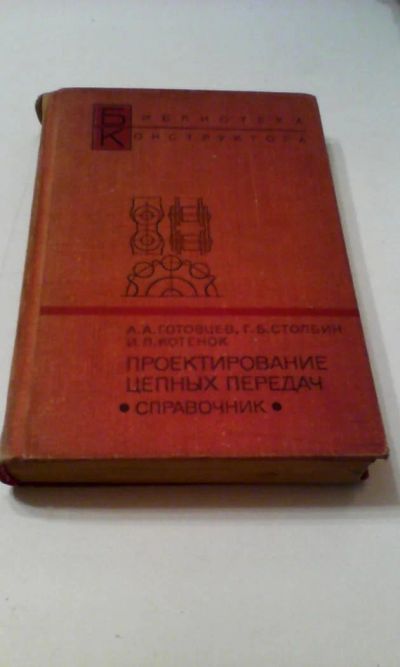 БИБЛИОТЕКА
КОНСТРУКТОРА
А.А.ГОТОВЦЕВ, Г.Б.СТОЛБИН
И.П.КОТЕНОК
ПРОЕКТИРОВАНИЕ
ЦЕПНЫХ ПЕРЕДАЧ
• СПРАВОЧНИК •